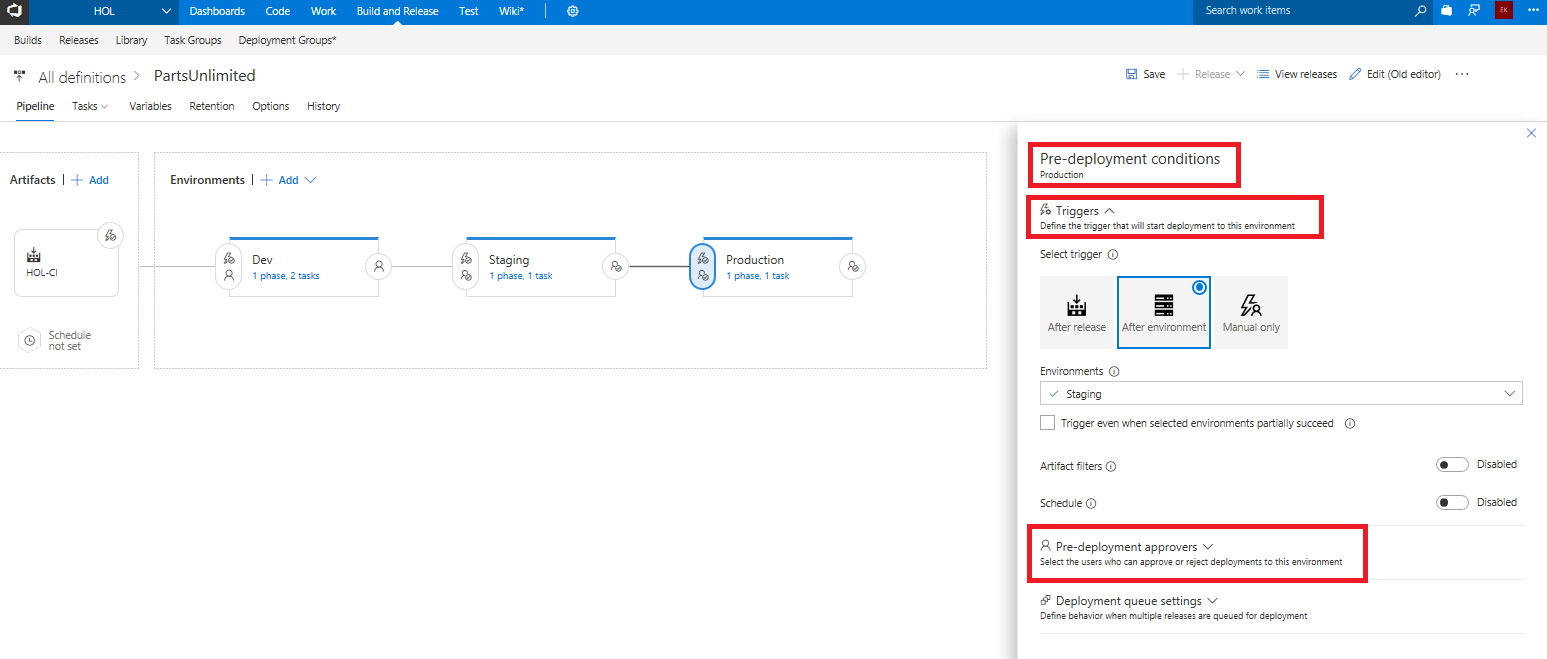 HOL Dashboards Code Work Build and Release Test Wiki* Search work items EK
Builds Releases Library Task Groups Deployment Groups*
All definitions > PartsUnlimited Save Release View releases Edit (Old editor)
Pipeline Tasks Variables Retention Options History
Artifacts | + Add
HOL-CI
Schedule
not set
Environments | + Add
Dev
1 phase, 2 tasks
Staging
1 phase, 1 task
Production
1 phase, 1 task
Pre-deployment conditions
Production
Triggers
Define the trigger that will start deployment to this environment
Select trigger
After release After environment Manual only
Environments
Staging
Trigger even when selected environments partially succeed
Artifact filters Disabled
Schedule Disabled
Pre-deployment approvers
Select the users who can approve or reject deployments to this environment
Deployment queue settings
Define behavior when multiple releases are queued for deployment